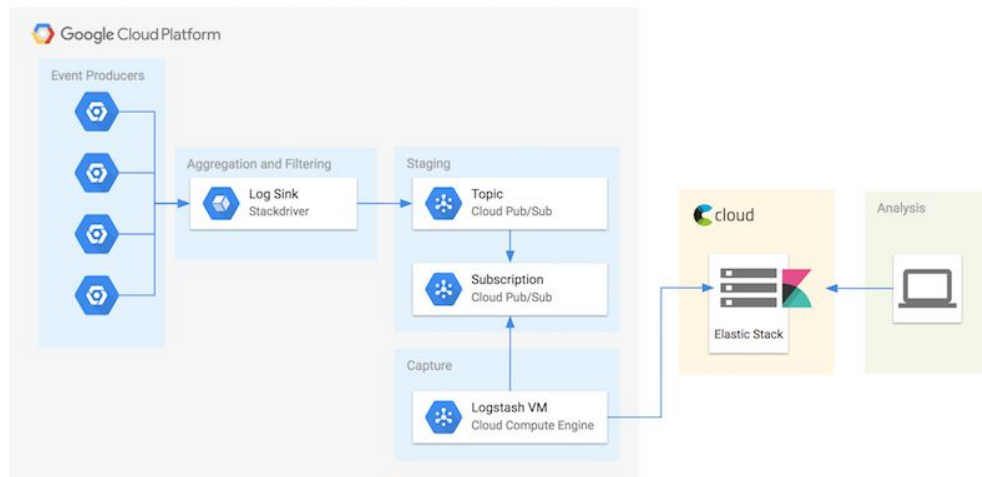 Google Cloud Platform
Event Producers
Aggregation and Filtering
Log Sink
Stackdriver
Staging
Topic
Cloud Pub/Sub
Subscription
Cloud Pub/Sub
Capture
Logstash VM
Cloud Compute Engine
cloud
Elastic Stack
Analysis